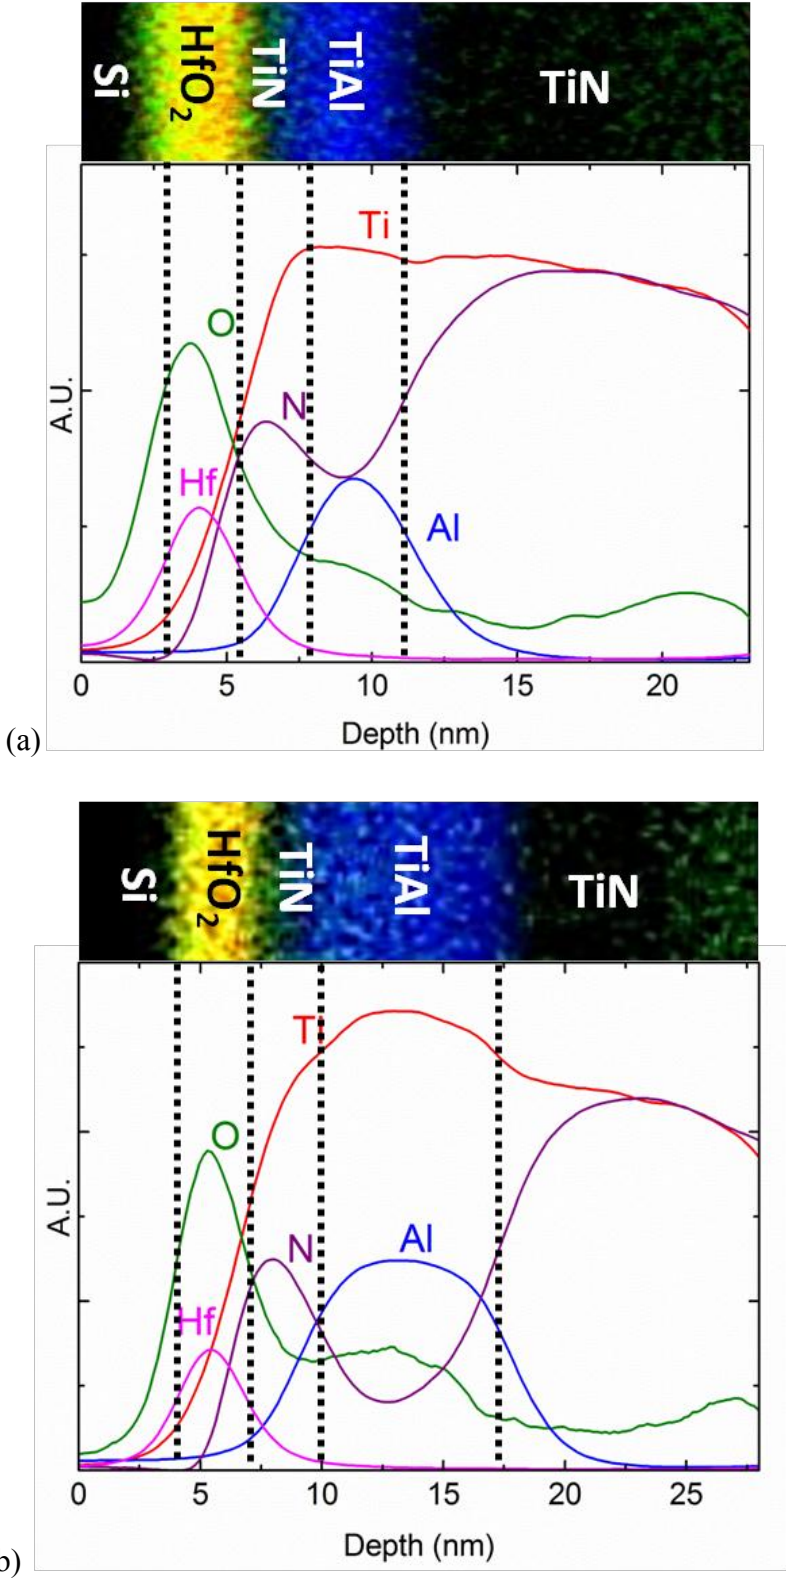 Si HfO₂ TiN TiAl TiN
Ti
O
N
Hf
Al
A.U.
0 5 10 15 20
Depth (nm)
(a)
Si HfO₂ TiN TiAl TiN
Ti
O
N
Al
Hf
A.U.
0 5 10 15 20 25
Depth (nm)
b)